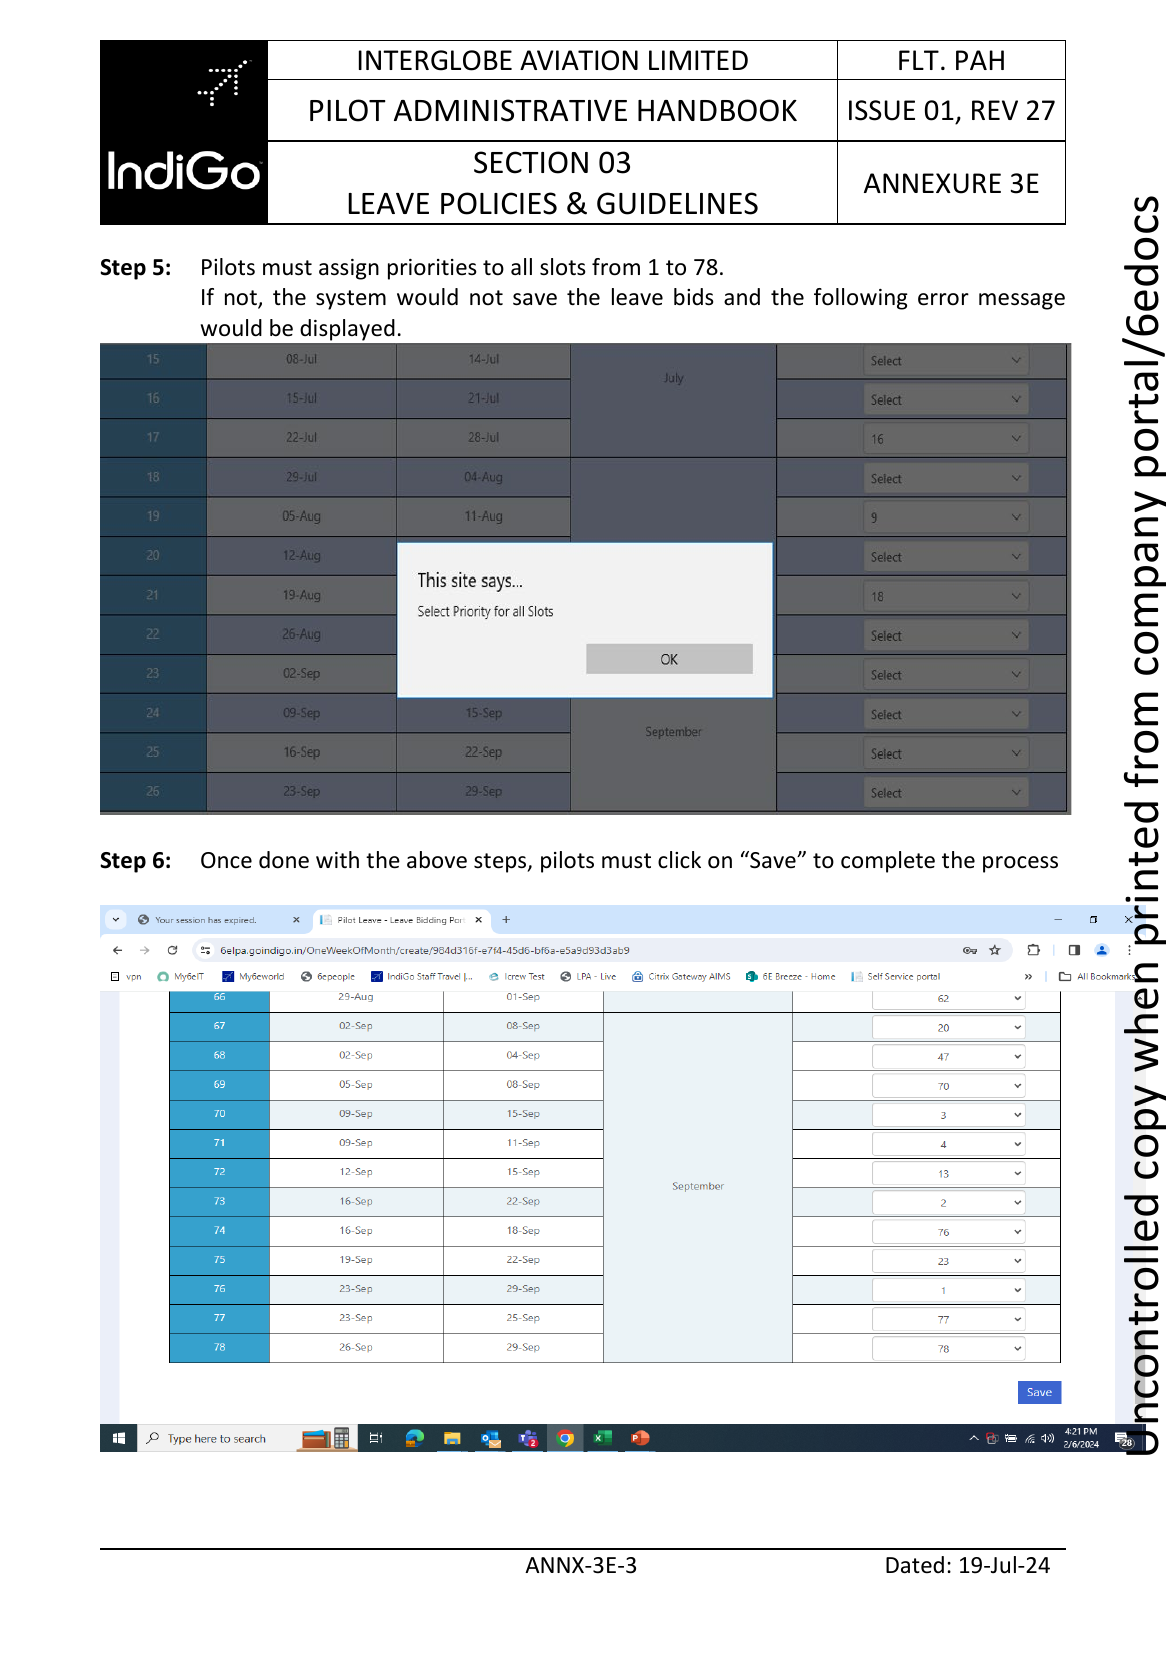 INTERGLOBE AVIATION LIMITED
FLT. PAH
PILOT ADMINISTRATIVE HANDBOOK
ISSUE 01, REV 27
IndiGo
SECTION 03
LEAVE POLICIES & GUIDELINES
ANNEXURE 3E
Step 5: Pilots must assign priorities to all slots from 1 to 78.
If not, the system would not save the leave bids and the following error message
would be displayed.
15 08-Jul 14-Jul July Select
16 15-Jul 21-Jul Select
17 22-Jul 28-Jul 16
18 29-Jul 04-Aug Select
19 05-Aug 11-Aug 9
20 12-Aug Select
21 19-Aug 18
22 26-Aug Select
23 02-Sep Select
This site says...
Select Priority for all Slots
OK
24 09-Sep 15-Sep September Select
25 16-Sep 22-Sep Select
26 23-Sep 29-Sep Select
Step 6: Once done with the above steps, pilots must click on “Save” to complete the process
Your session has expired. Pilot Leave - Leave Bidding Por
6elpa.goindigo.in/OneWeekOfMonth/create/984d316f-e7f4-45d6-bf6a-e5a9d93d3ab9
vpn My6eIT My6eworld 6epeople IndiGo Staff Travel |... Icrew Test LPA - Live Citrix Gateway AIMS 6E Breeze - Home Self Service portal » All Bookmarks
66 29-Aug 01-Sep 62
67 02-Sep 08-Sep 20
68 02-Sep 04-Sep 47
69 05-Sep 08-Sep 70
70 09-Sep 15-Sep 3
71 09-Sep 11-Sep 4
72 12-Sep 15-Sep 13
September
73 16-Sep 22-Sep 2
74 16-Sep 18-Sep 76
75 19-Sep 22-Sep 23
76 23-Sep 29-Sep 1
77 23-Sep 25-Sep 77
78 26-Sep 29-Sep 78
Save
Type here to search
4:21 PM
2/6/2024
28
2
Uncontrolled copy when printed from company portal/6edocs
ANNX-3E-3
Dated: 19-Jul-24